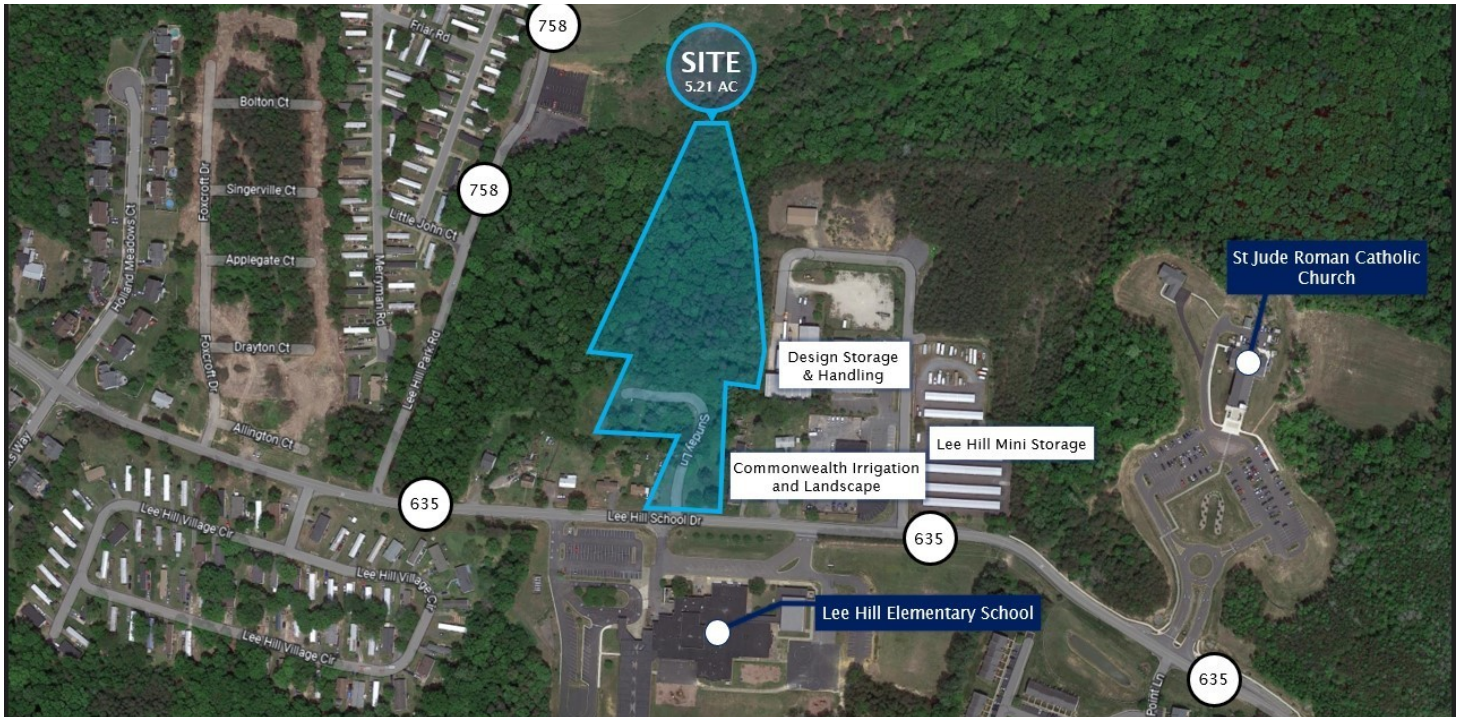 758
Friar Rd
SITE
5.21 AC
Bolton Ct
Foxcroft Dr
Singerville Ct
758
Holland Meadows Ct
Little John Ct
Applegate Ct
Merryman Rd
St Jude Roman Catholic
Church
Drayton Ct
Foxcroft Dr
Lee Hill Park Rd
Design Storage
& Handling
Sunday Ln
Allington Ct
Lee Hill Mini Storage
Commonwealth Irrigation
and Landscape
635
Lee Hill School Dr
635
Lee Hill Village Cir
Lee Hill Village Cir
Lee Hill Elementary School
Lee Hill Village Cir
635
Point Ln